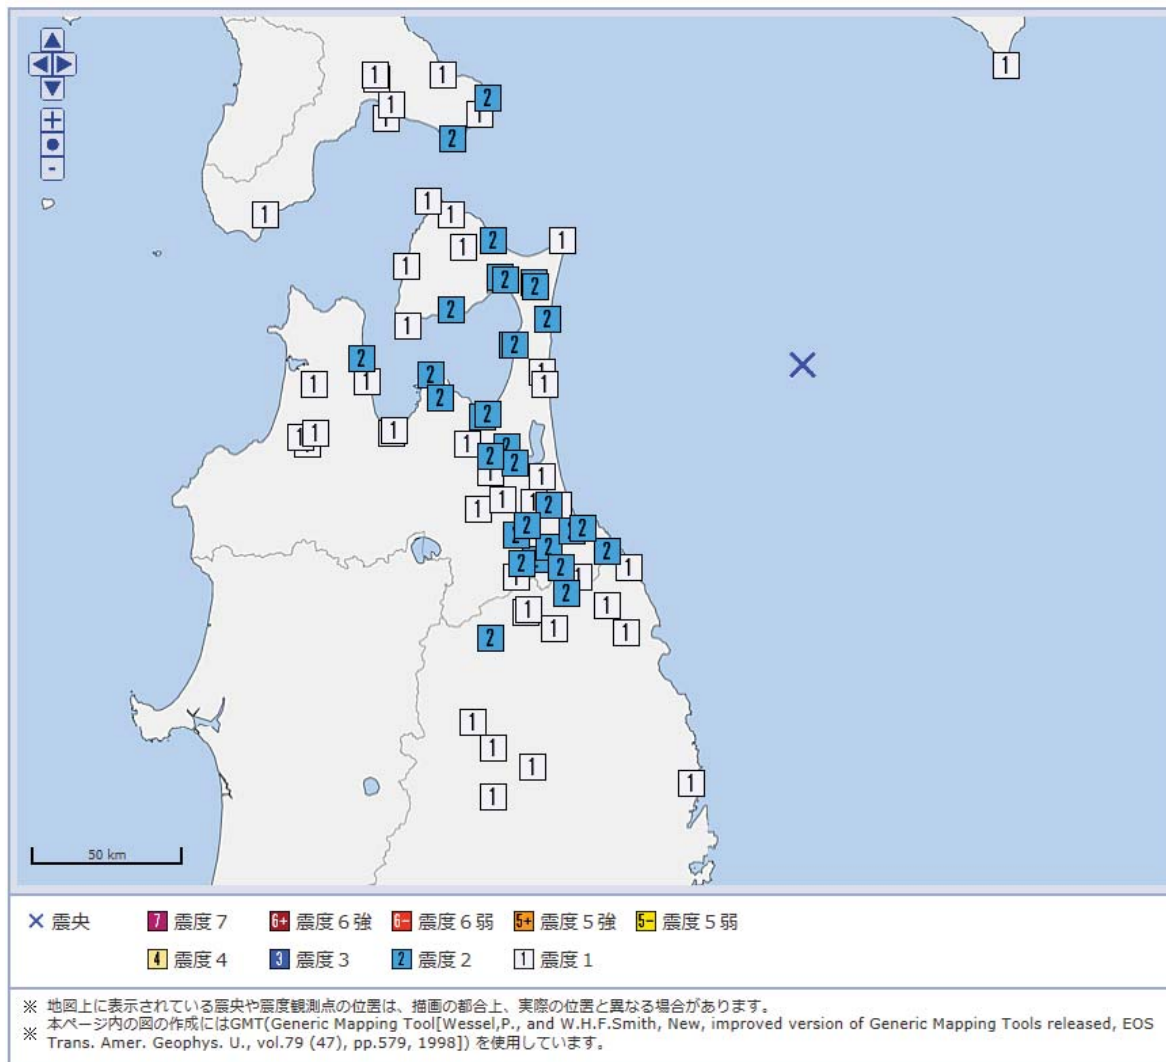 50 km
× 震央 7 震度7 6+ 震度6強 6- 震度6弱 5+ 震度5強 5- 震度5弱
4 震度4 3 震度3 2 震度2 1 震度1
※ 地図上に表示されている震央や震度観測点の位置は、描画の都合上、実際の位置と異なる場合があります。
※ 本ページ内の図の作成にはGMT(Generic Mapping Tool[Wessel,P., and W.H.F.Smith, New, improved version of Generic Mapping Tools released, EOS
Trans. Amer. Geophys. U., vol.79 (47), pp.579, 1998]) を使用しています。